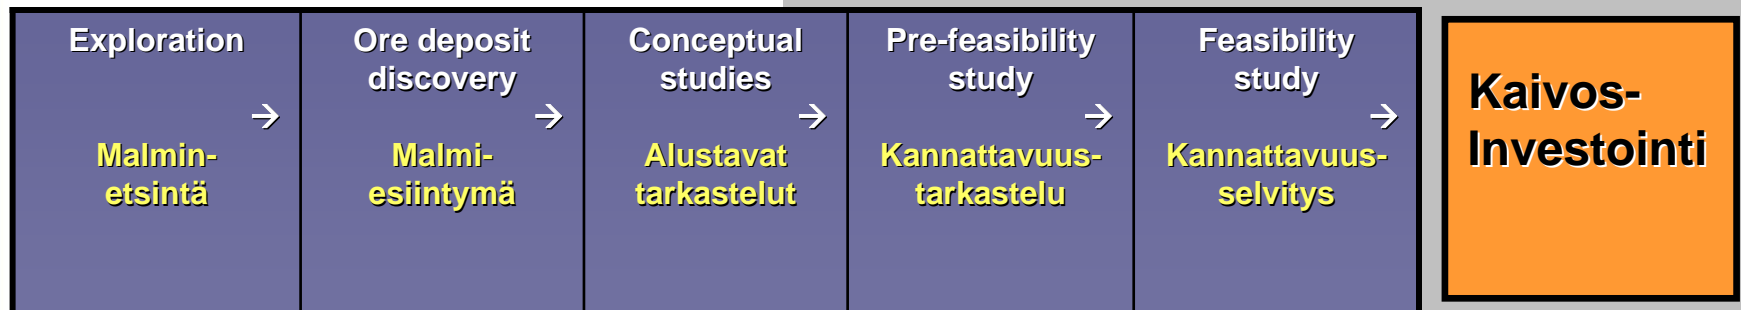 Exploration
→
Malmin-
etsintä
Ore deposit
discovery
→
Malmi-
esiintymä
Conceptual
studies
→
Alustavat
tarkastelut
Pre-feasibility
study
→
Kannattavuus-
tarkastelu
Feasibility
study
→
Kannattavuus-
selvitys
Kaivos-
Investointi